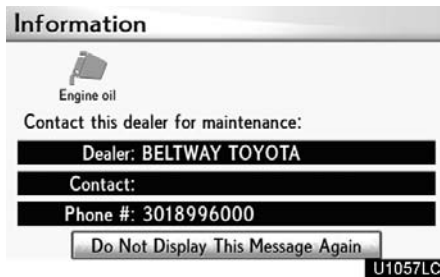 Information
Engine oil
Contact this dealer for maintenance:
Dealer: BELTWAY TOYOTA
Contact:
Phone #: 3018996000
Do Not Display This Message Again
U1057LC